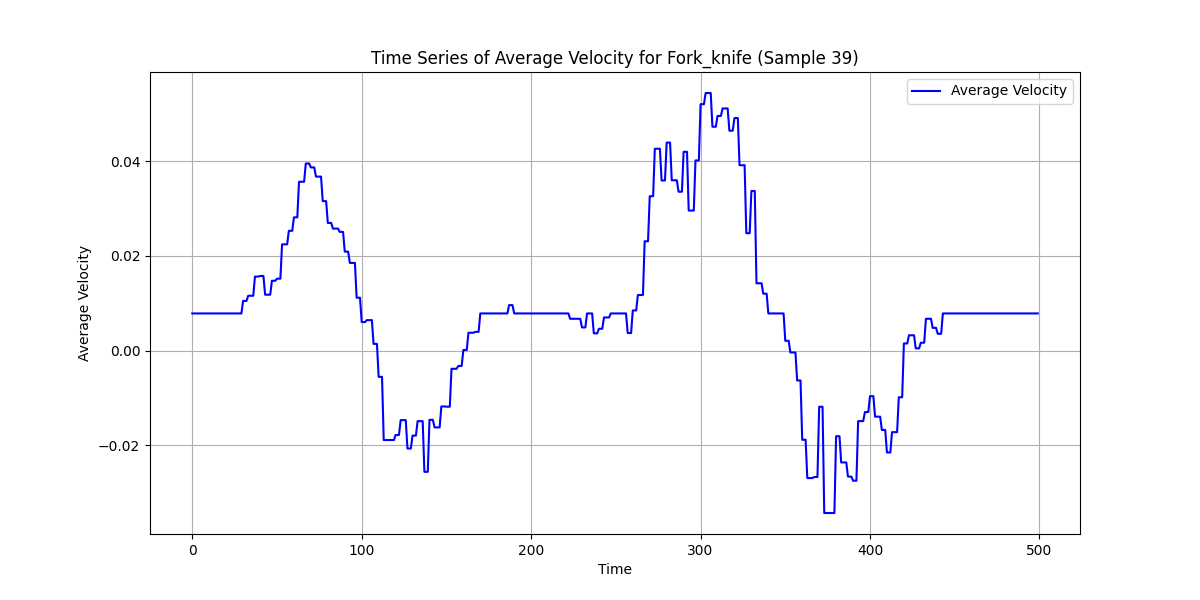 Time Series of Average Velocity for Fork_knife (Sample 39)
Average Velocity
Average Velocity
0.04
0.02
0.00
−0.02
0 100 200 300 400 500
Time